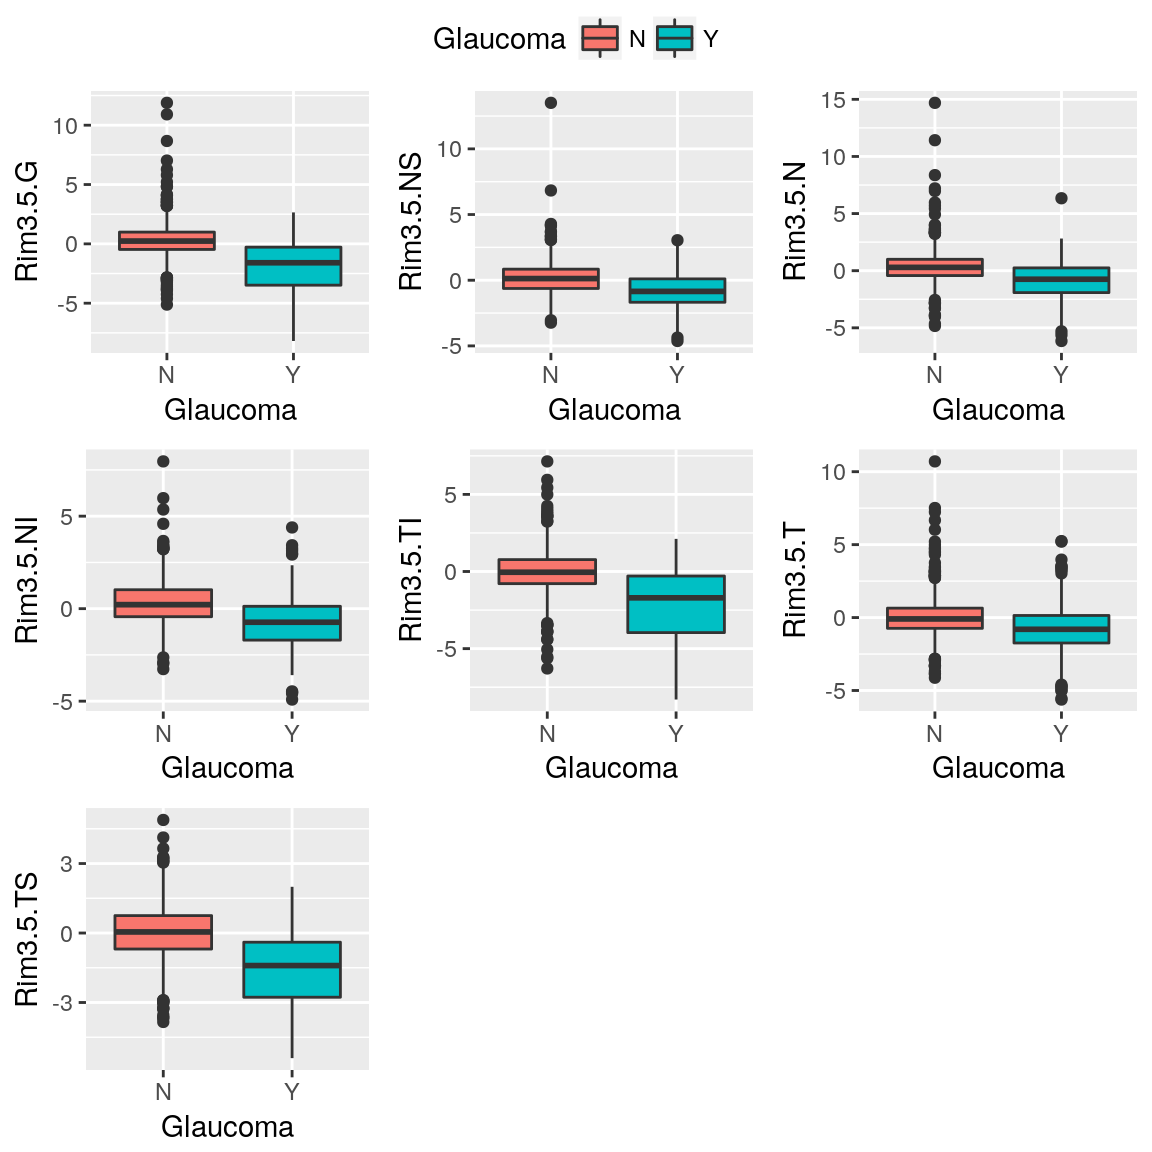 Glaucoma N Y
Rim3.5.G
10
5
0
-5
N Y
Glaucoma
Rim3.5.NS
10
5
0
-5
N Y
Glaucoma
Rim3.5.N
15
10
5
0
-5
N Y
Glaucoma
Rim3.5.NI
5
0
-5
N Y
Glaucoma
Rim3.5.TI
5
0
-5
N Y
Glaucoma
Rim3.5.T
10
5
0
-5
N Y
Glaucoma
Rim3.5.TS
3
0
-3
N Y
Glaucoma